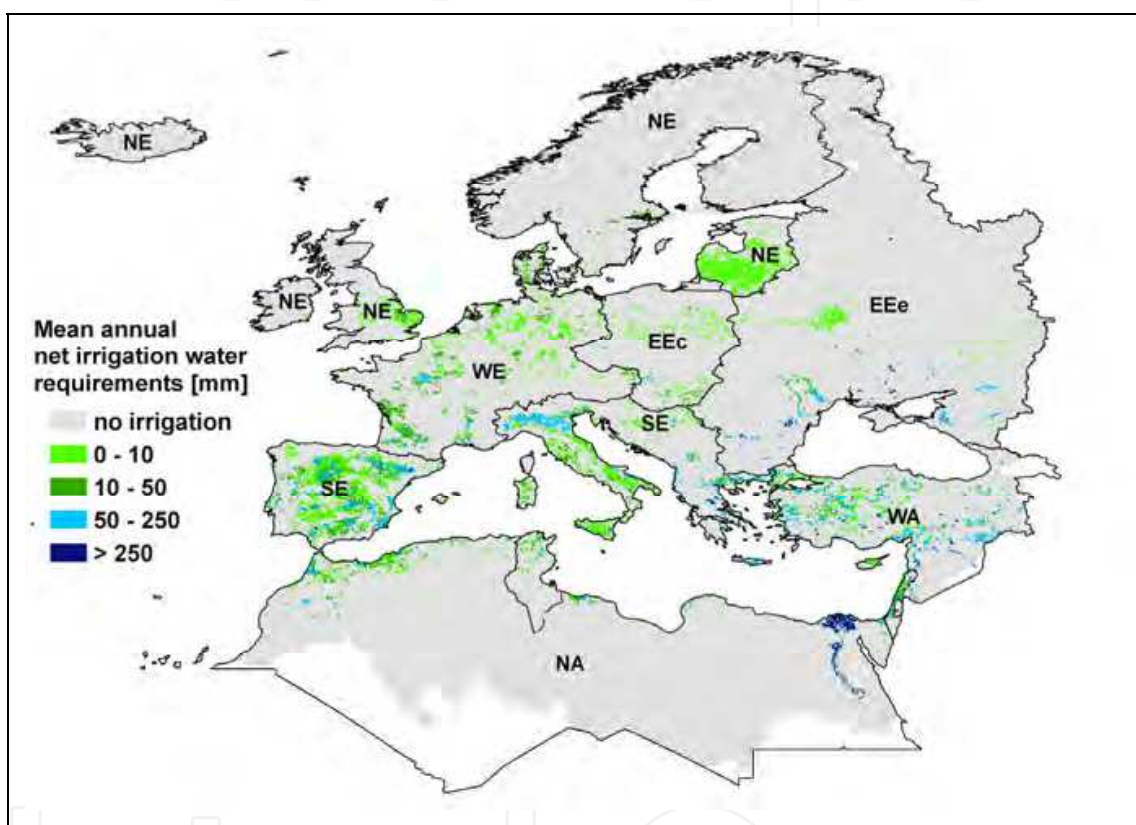 NE
NE
NE
NE
NE
EEe
EEc
WE
SE
SE
WA
NA
Mean annual
net irrigation water
requirements [mm]
no irrigation
0 - 10
10 - 50
50 - 250
> 250